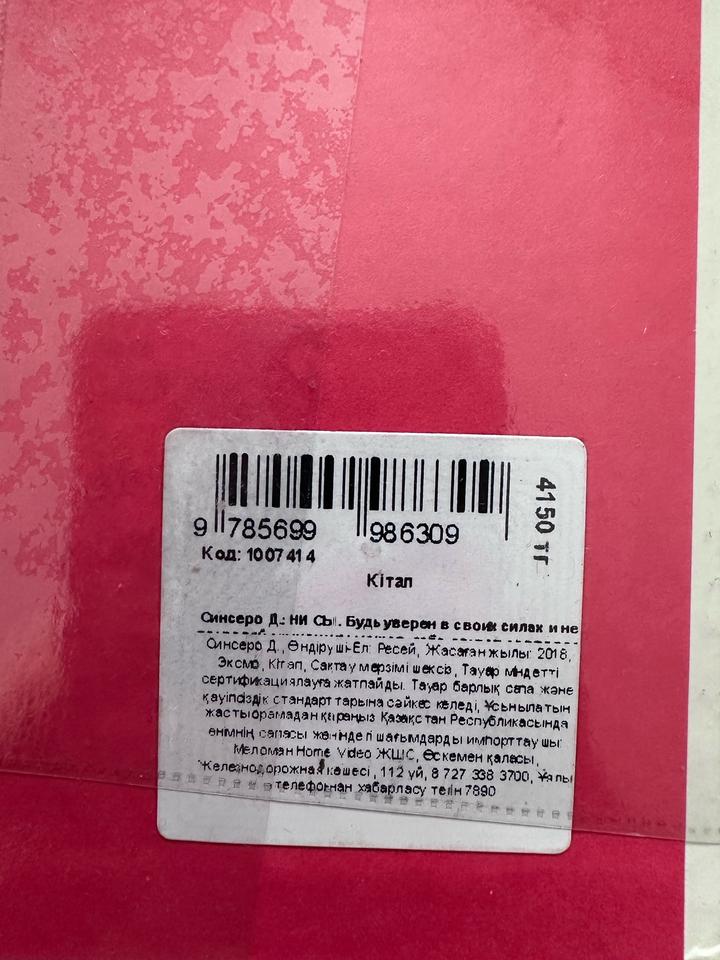 9 785699 986309
4150 тг
Код: 1007414
Кітап
Синсеро Д.: НИ СЫ. Будь уверен в своих силах и не
Синсеро Д., Өндіруші-Ел: Ресей, Жасаған жылы: 2018,
Эксмо, Кітап, Сақтау мерзімі шексіз, Тауар міндетті
сертификациялауға жатпайды. Тауар барлық сапа және
қауіпсіздік стандарттарына сәйкес келеді, Ұсынылатын
жасты орамадан қараңыз Қазақстан Республикасында
өнімнің сапасы жөніндегі шағымдарды импорттаушы:
Меломан Home Video ЖШС, Өскемен қаласы,
Железнодорожная көшесі, 112 үй, 8 727 338 3700, Ұялы
телефоннан хабарласу тегін 7890